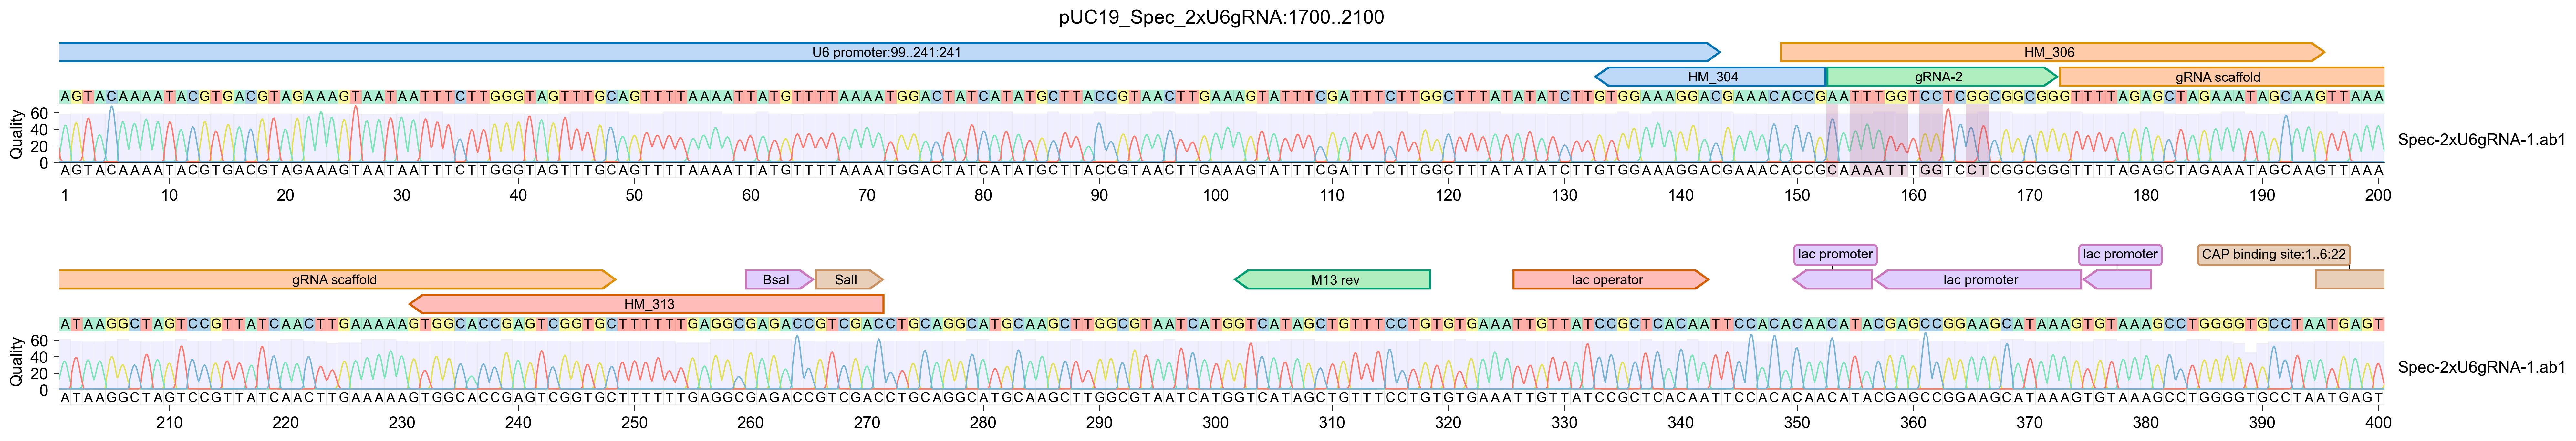 pUC19_Spec_2xU6gRNA:1700..2100
U6 promoter:99..241:241
HM_306
HM_304
gRNA-2
gRNA scaffold
AGTACAAAATACGTGACGTAGAAAGTAATAATTTCTTGGGTAGTTTGCAGTTTTAAAATTATGTTTTAAAATGGACTATCATATGCTTACCGTAACTTGAAAGTATTTCGATTTCTTGGCTTTATATATCTTGTGGAAAGGACGAAACACCGAATTTGGTCCTCGGCGGCGGGTTTTAGAGCTAGAAATAGCAAGTTAAA
Quality
60
40
20
0
Spec-2xU6gRNA-1.ab1
AGTACAAAATACGTGACGTAGAAAGTAATAATTTCTTGGGTAGTTTGCAGTTTTAAAATTATGTTTTAAAATGGACTATCATATGCTTACCGTAACTTGAAAGTATTTCGATTTCTTGGCTTTATATATCTTGTGGAAAGGACGAAACACCGCAAAATTTGGTCCTCGGCGGGTTTTAGAGCTAGAAATAGCAAGTTAAA
1 10 20 30 40 50 60 70 80 90 100 110 120 130 140 150 160 170 180 190 200
lac promoter
lac promoter
CAP binding site:1..6:22
gRNA scaffold
BsaI
SalI
M13 rev
lac operator
lac promoter
HM_313
ATAAGGCTAGTCCGTTATCAACTTGAAAAAGTGGCACCGAGTCGGTGCTTTTTTGAGGCGAGACCGTCGACCTGCAGGCATGCAAGCTTGGCGTAATCATGGTCATAGCTGTTTCCTGTGTGAAATTGTTATCCGCTCACAATTCCACACAACATACGAGCCGGAAGCATAAAGTGTAAAGCCTGGGGTGCCTAATGAGT
Quality
60
40
20
0
Spec-2xU6gRNA-1.ab1
ATAAGGCTAGTCCGTTATCAACTTGAAAAAGTGGCACCGAGTCGGTGCTTTTTTGAGGCGAGACCGTCGACCTGCAGGCATGCAAGCTTGGCGTAATCATGGTCATAGCTGTTTCCTGTGTGAAATTGTTATCCGCTCACAATTCCACACAACATACGAGCCGGAAGCATAAAGTGTAAAGCCTGGGGTGCCTAATGAGT
210 220 230 240 250 260 270 280 290 300 310 320 330 340 350 360 370 380 390 400